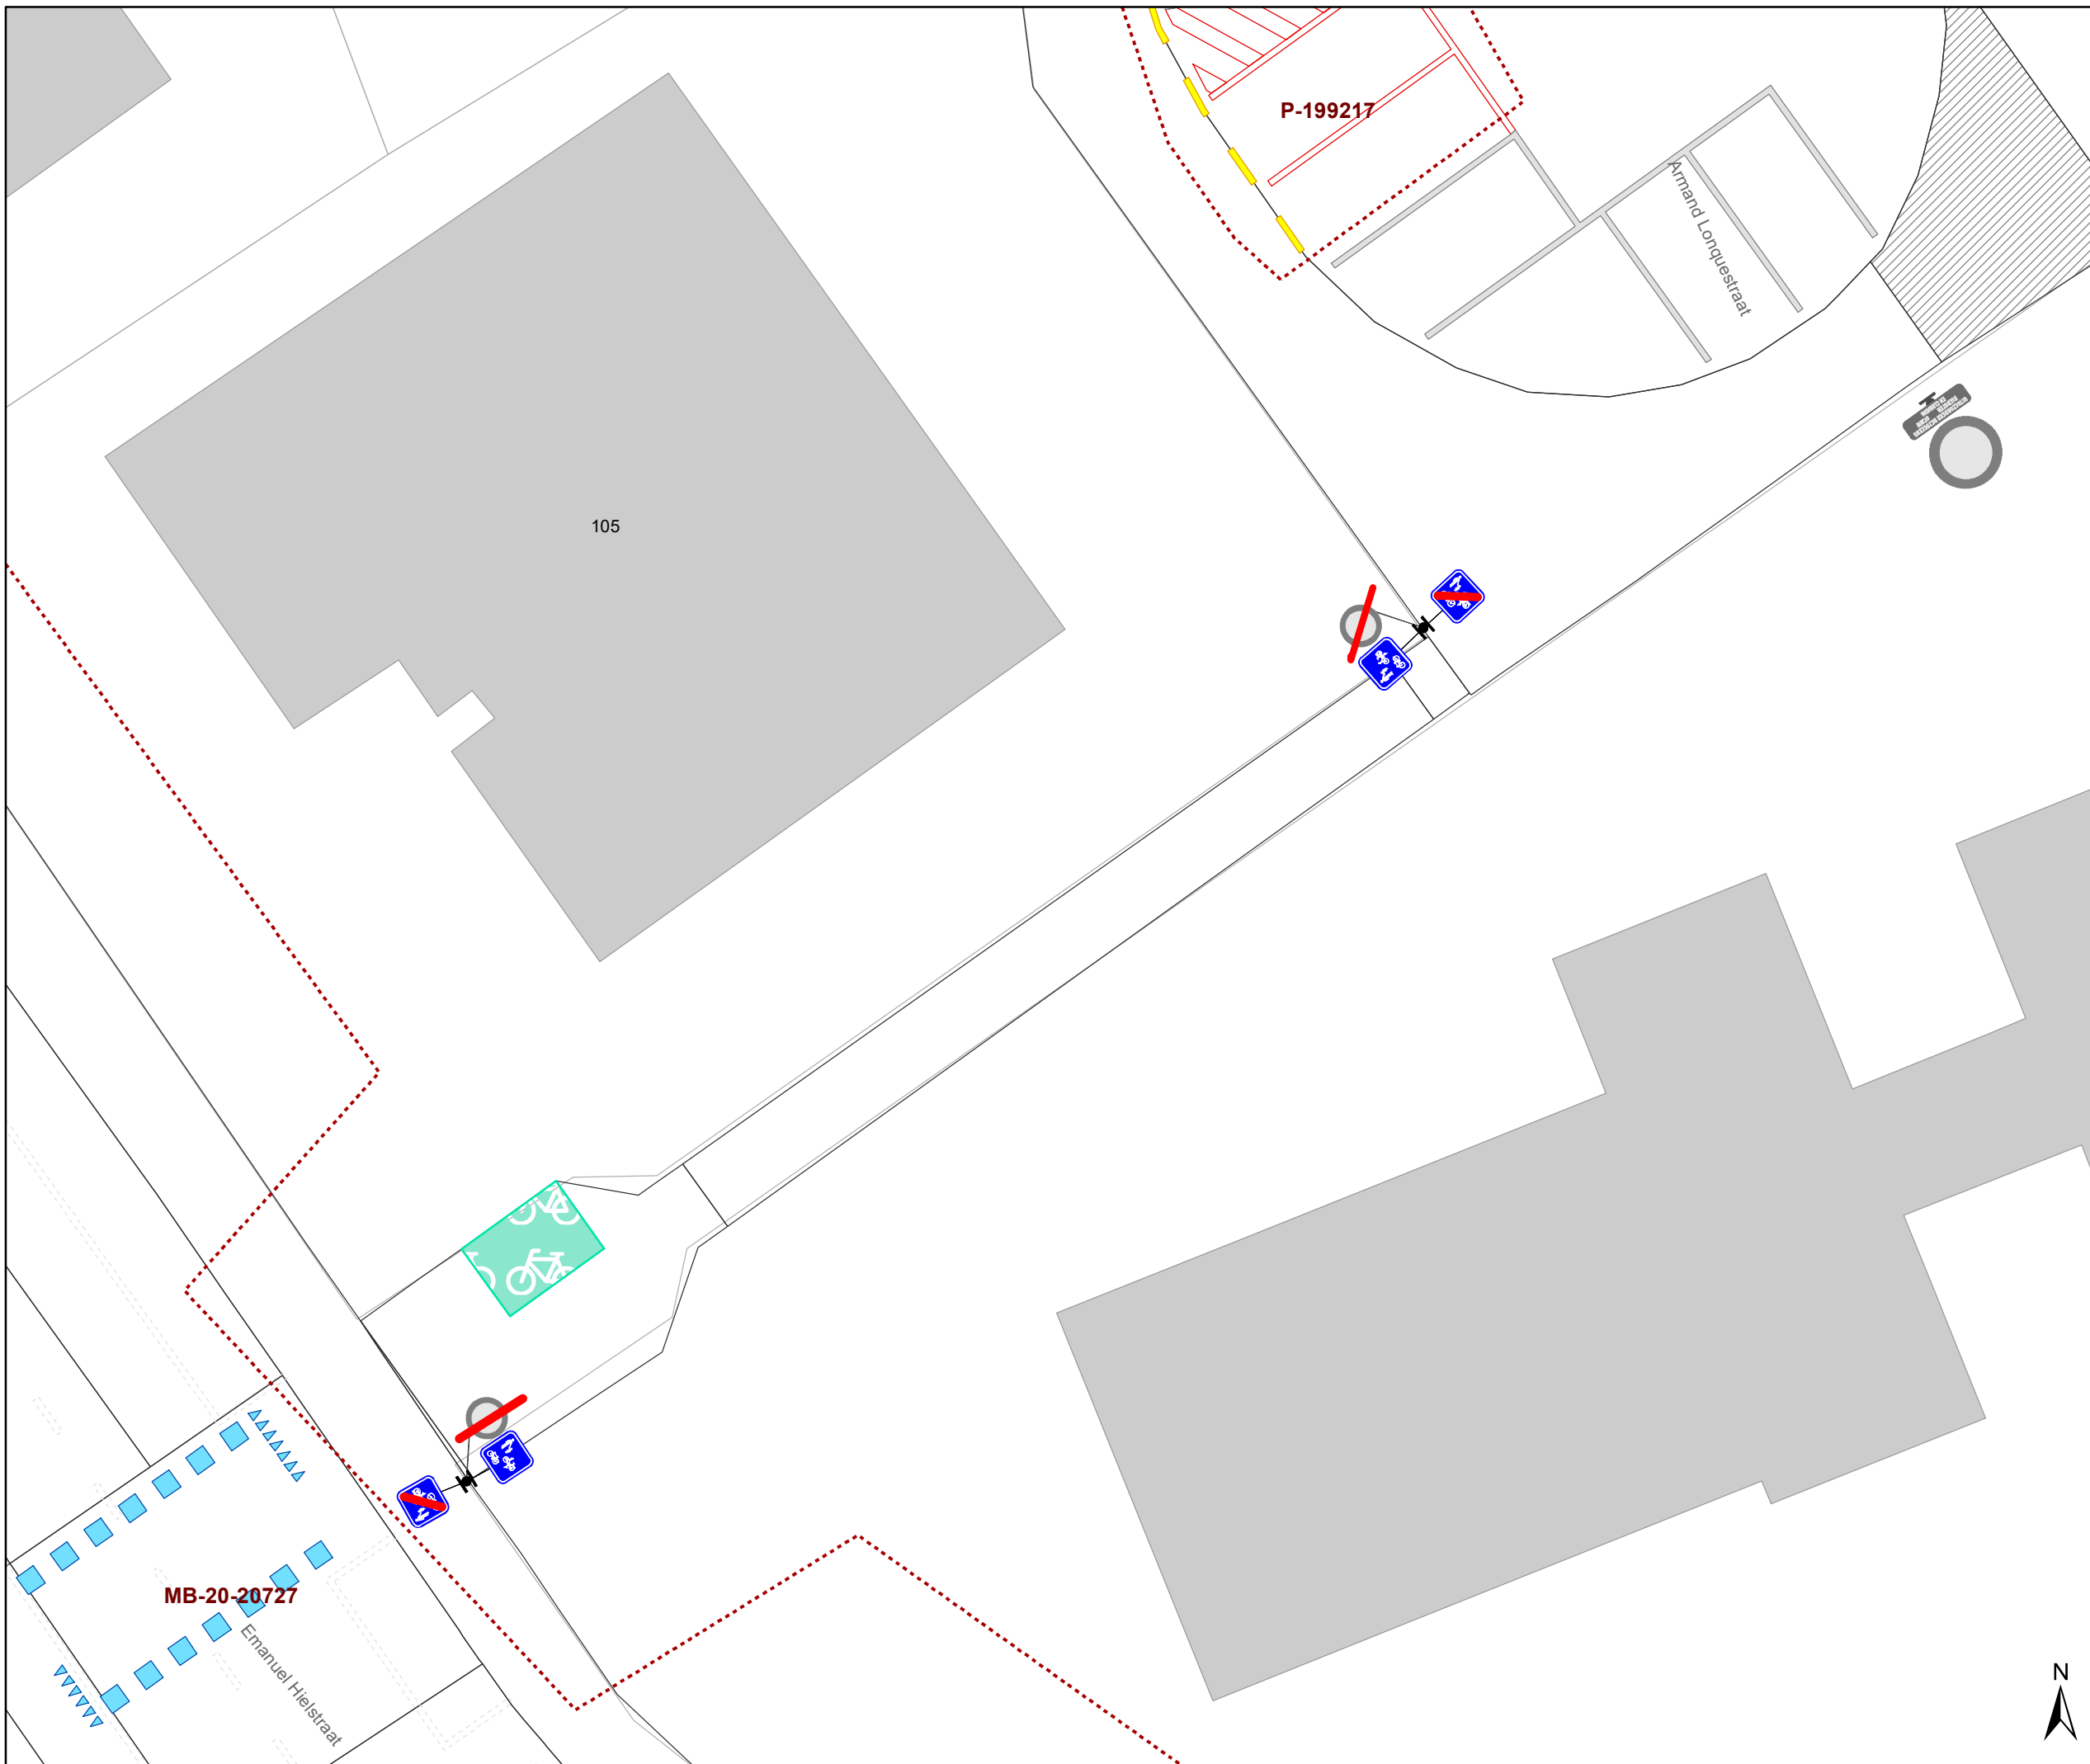 P-199217
Armand Lonquestraat
105
MB-20-20727
Emanuel Hielstraat
N